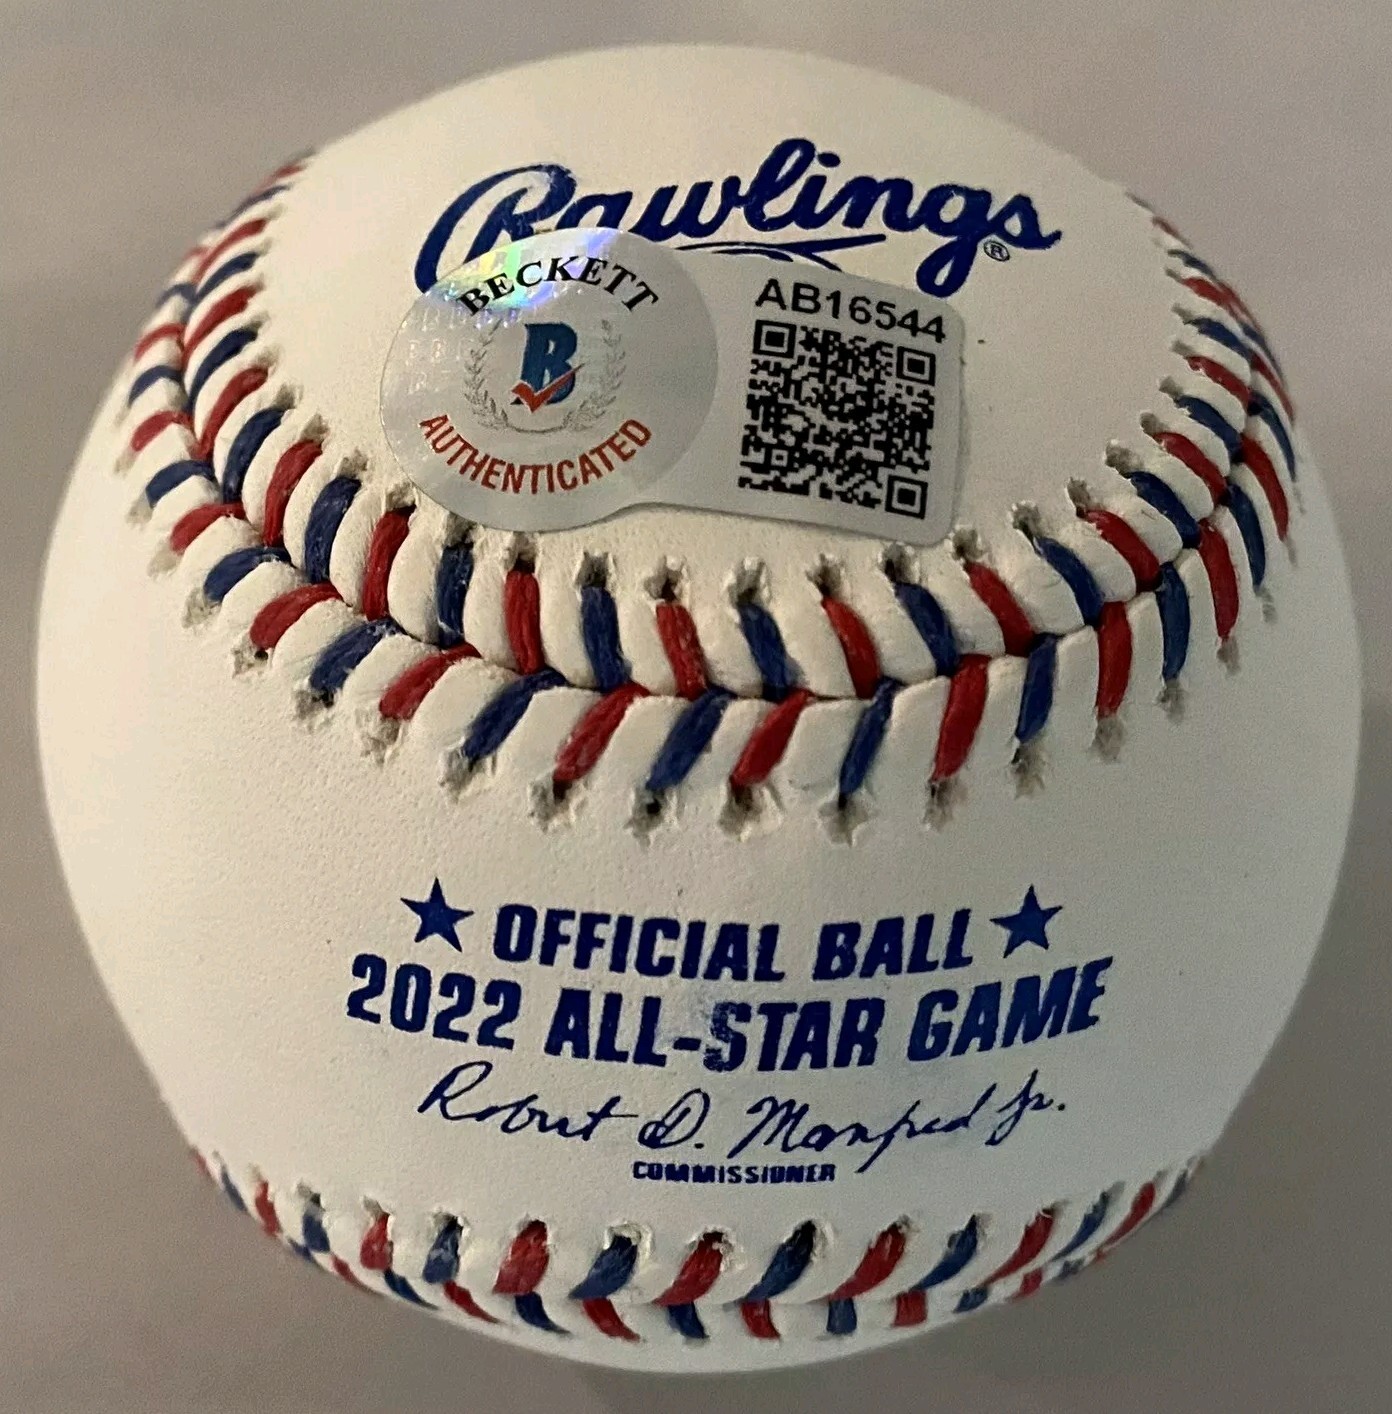 Rawlings
®
BECKETT
B
AUTHENTICATED
AB16544
OFFICIAL BALL
2022 ALL-STAR GAME
Robert D. Manfred Jr.
COMMISSIONER